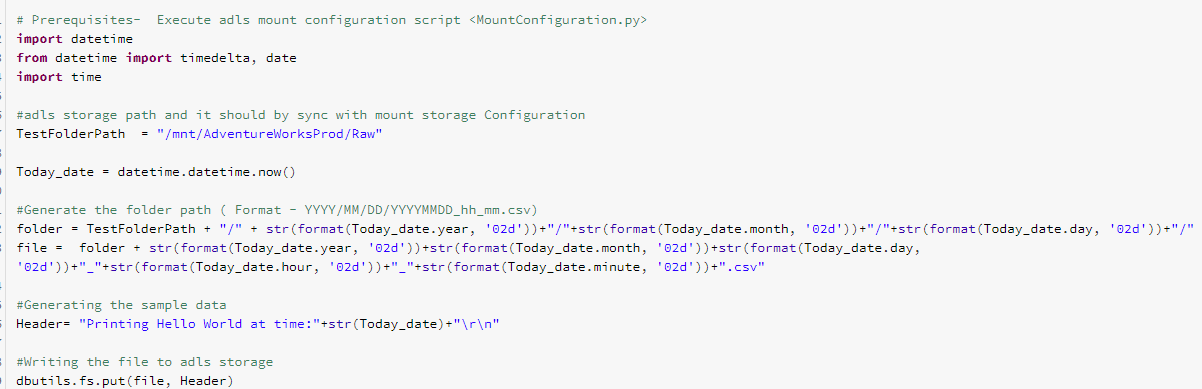 # Prerequisites-  Execute adls mount configuration script <MountConfiguration.py>
import datetime
from datetime import timedelta, date
import time
#adls storage path and it should by sync with mount storage Configuration
TestFolderPath  = "/mnt/AdventureWorksProd/Raw"
Today_date = datetime.datetime.now()
#Generate the folder path ( Format - YYYY/MM/DD/YYYYMMDD_hh_mm.csv)
folder = TestFolderPath + "/" + str(format(Today_date.year, '02d'))+"/"+str(format(Today_date.month, '02d'))+"/"+str(format(Today_date.day, '02d'))+"/"
file =  folder + str(format(Today_date.year, '02d'))+str(format(Today_date.month, '02d'))+str(format(Today_date.day,
'02d'))+"_"+str(format(Today_date.hour, '02d'))+"_"+str(format(Today_date.minute, '02d'))+".csv"
#Generating the sample data
Header= "Printing Hello World at time:"+str(Today_date)+"\r\n"
#Writing the file to adls storage
dbutils.fs.put(file, Header)